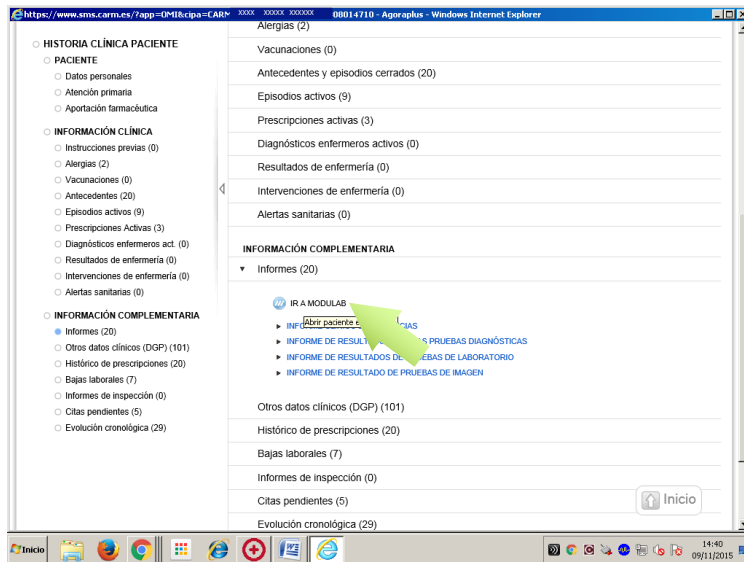 https://www.sms.carm.es/?app=OMI&cipa=CARM XXXX XXXXX XXXXXX 08014710 - Agoraplus - Windows Internet Explorer
HISTORIA CLÍNICA PACIENTE
PACIENTE
Datos personales
Atención primaria
Aportación farmacéutica
INFORMACIÓN CLÍNICA
Instrucciones previas (0)
Alergias (2)
Vacunaciones (0)
Antecedentes (20)
Episodios activos (9)
Prescripciones Activas (3)
Diagnósticos enfermeros act. (0)
Resultados de enfermería (0)
Intervenciones de enfermería (0)
Alertas sanitarias (0)
INFORMACIÓN COMPLEMENTARIA
Informes (20)
Otros datos clínicos (DGP) (101)
Histórico de prescripciones (20)
Bajas laborales (7)
Informes de inspección (0)
Citas pendientes (5)
Evolución cronológica (29)
Alergias (2)
Vacunaciones (0)
Antecedentes y episodios cerrados (20)
Episodios activos (9)
Prescripciones activas (3)
Diagnósticos enfermeros activos (0)
Resultados de enfermería (0)
Intervenciones de enfermería (0)
Alertas sanitarias (0)
INFORMACIÓN COMPLEMENTARIA
Informes (20)
IR A MODULAB
Abrir paciente
INFORME DE RESULT PRUEBAS DIAGNÓSTICAS
INFORME DE RESULTADOS DE BAS DE LABORATORIO
INFORME DE RESULTADO DE PRUEBAS DE IMAGEN
Otros datos clínicos (DGP) (101)
Histórico de prescripciones (20)
Bajas laborales (7)
Informes de inspección (0)
Citas pendientes (5)
Evolución cronológica (29)
Inicio
Inicio
14:40
09/11/2015